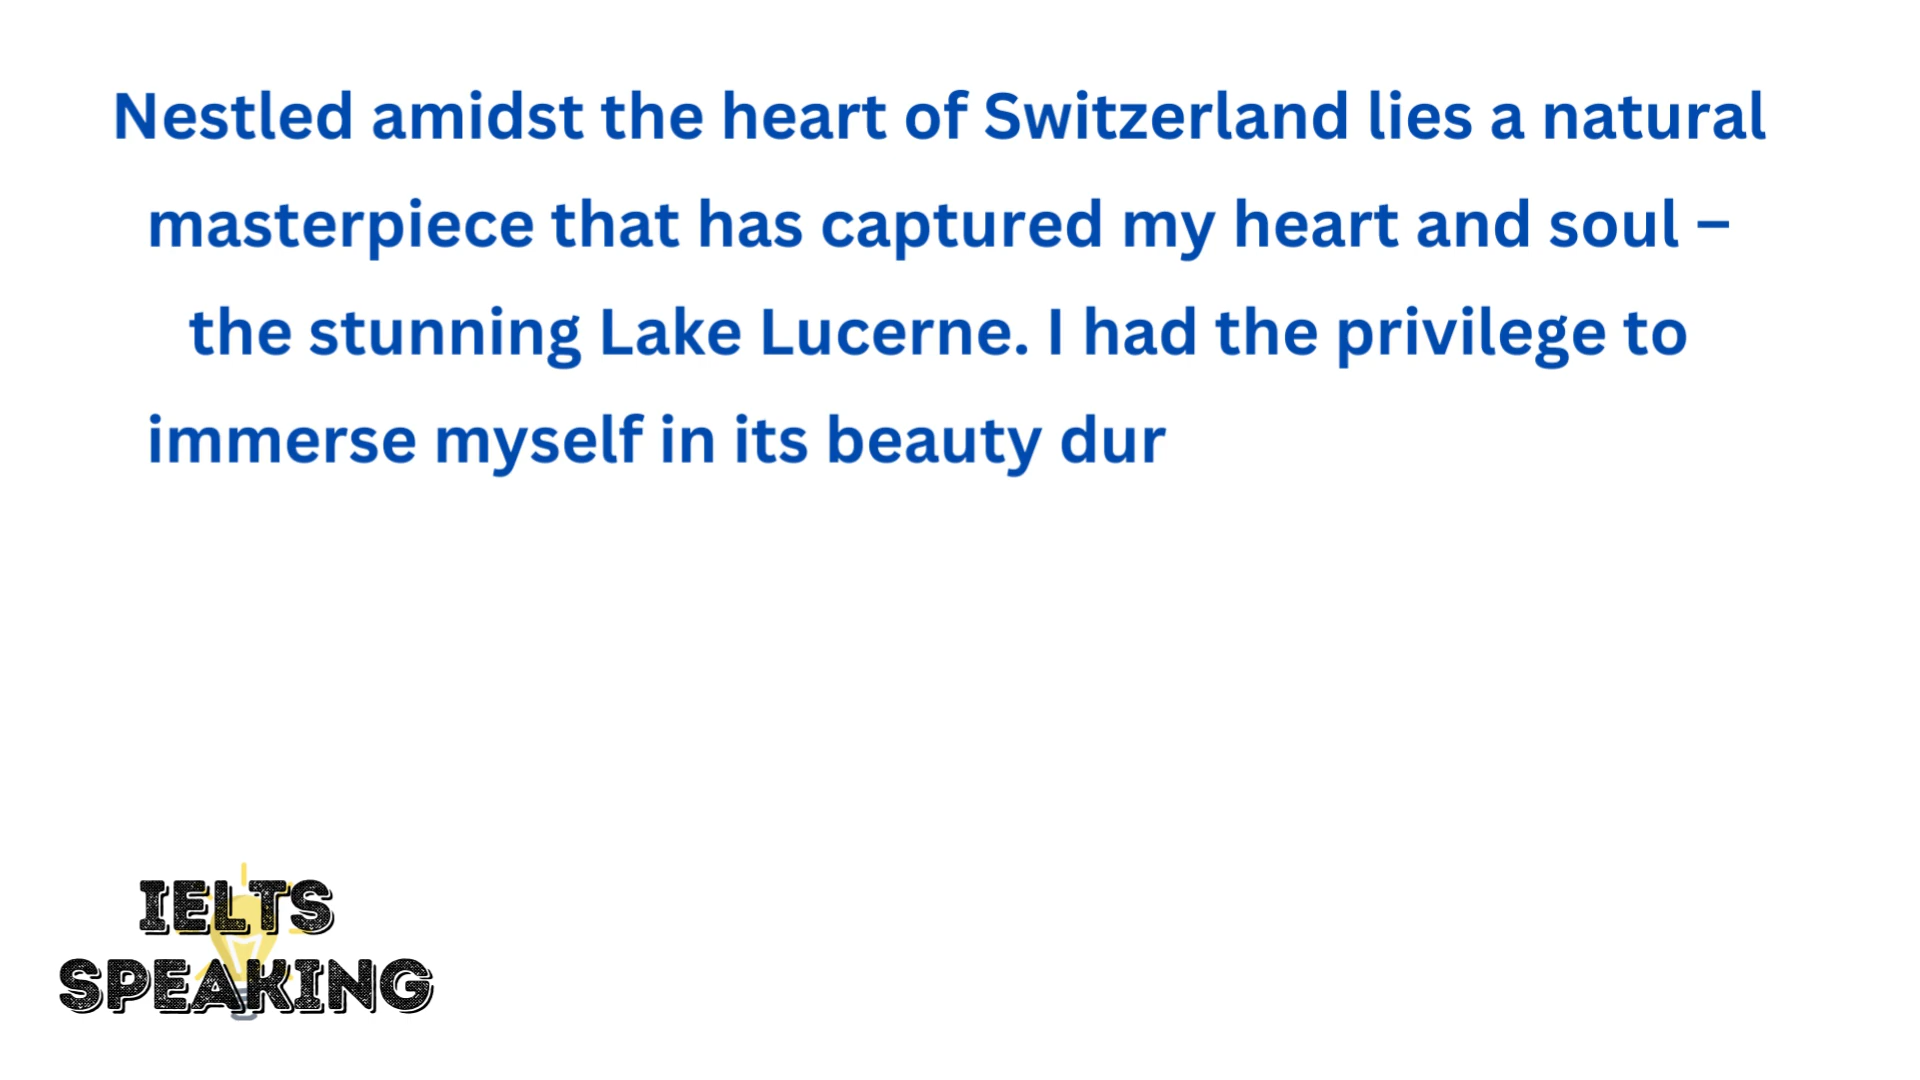 Nestled amidst the heart of Switzerland lies a natural
masterpiece that has captured my heart and soul –
the stunning Lake Lucerne. I had the privilege to
immerse myself in its beauty dur
IELTS
SPEAKING